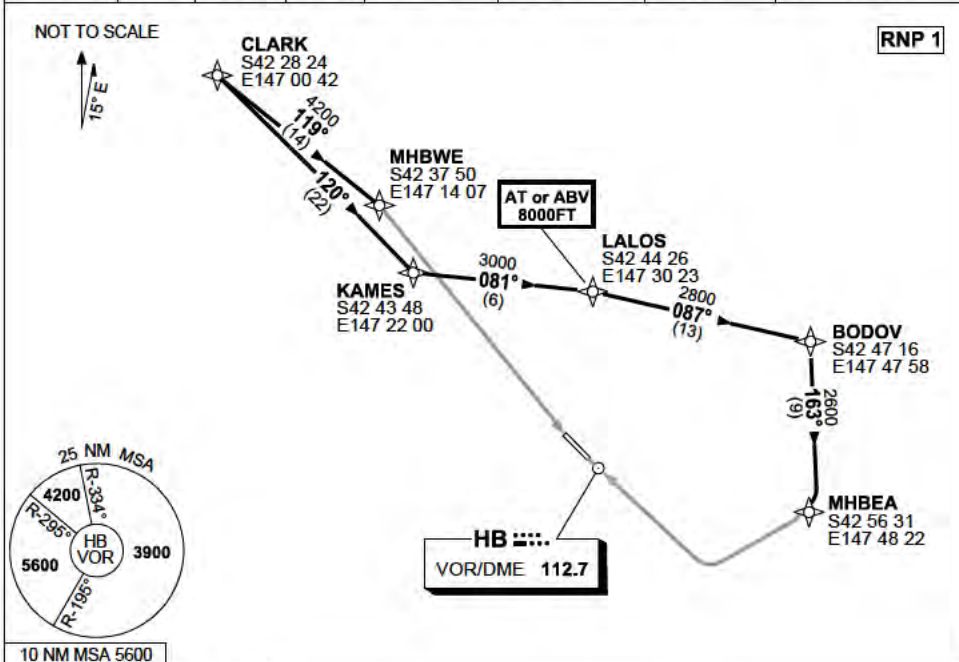 NOT TO SCALE
15° E
RNP 1
CLARK
S42 28 24
E147 00 42
4200
119°
(14)
120°
(22)
MHBWE
S42 37 50
E147 14 07
AT or ABV
8000FT
LALOS
S42 44 26
E147 30 23
KAMES
S42 43 48
E147 22 00
3000
081°
(6)
2800
087°
(13)
BODOV
S42 47 16
E147 47 58
2600
163°
(9)
MHBEA
S42 56 31
E147 48 22
HB
VOR/DME 112.7
25 NM MSA
R-334°
4200
R-295°
HB
VOR
3900
5600
R-195°
10 NM MSA 5600